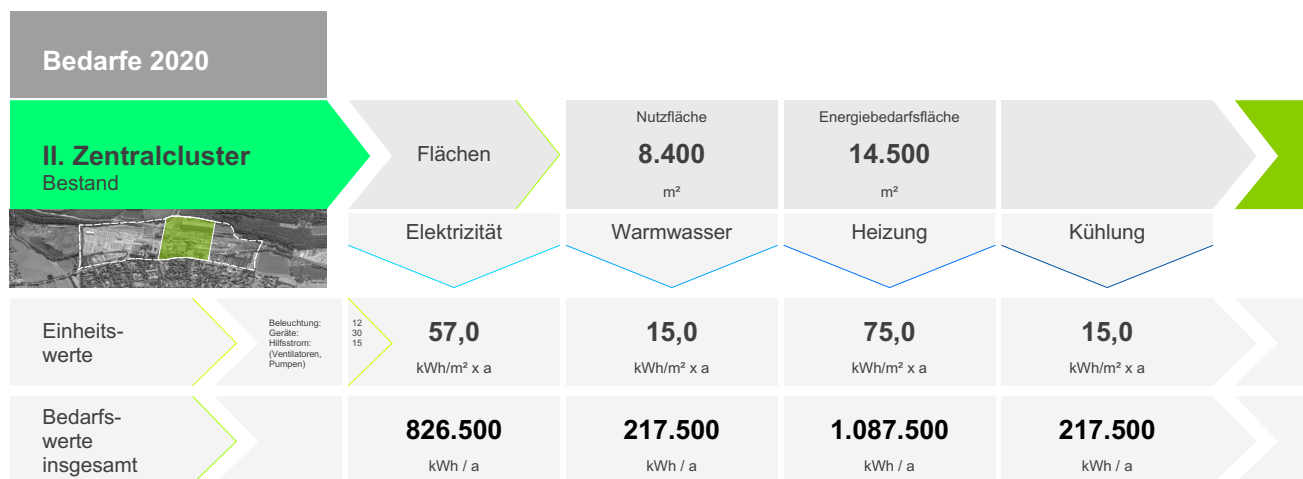 Bedarfe 2020
II. Zentralcluster
Bestand
Flächen
Nutzfläche
8.400
m²
Energiebedarfsfläche
14.500
m²
Elektrizität
Warmwasser
Heizung
Kühlung
Einheits-
werte
Beleuchtung: 12
Geräte: 30
Hilfsstrom: 15
(Ventilatoren,
Pumpen)
57,0
kWh/m² x a
15,0
kWh/m² x a
75,0
kWh/m² x a
15,0
kWh/m² x a
Bedarfs-
werte
insgesamt
826.500
kWh / a
217.500
kWh / a
1.087.500
kWh / a
217.500
kWh / a